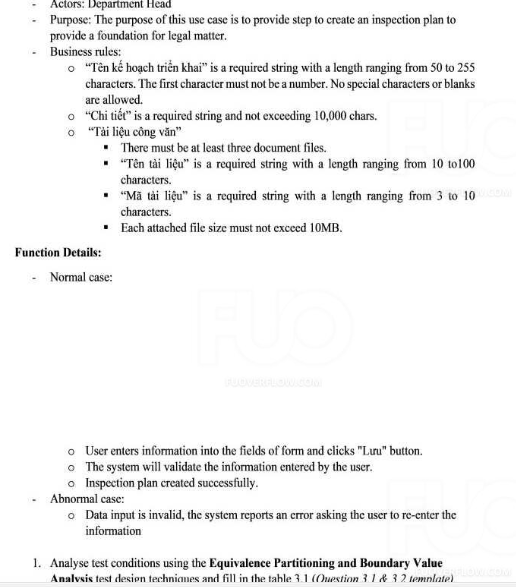 - Actors: Department Head
- Purpose: The purpose of this use case is to provide step to create an inspection plan to
provide a foundation for legal matter.
- Business rules:
o "Tên kế hoạch triển khai" is a required string with a length ranging from 50 to 255
characters. The first character must not be a number. No special characters or blanks
are allowed.
o "Chi tiết" is a required string and not exceeding 10,000 chars.
o "Tài liệu công văn"
▪ There must be at least three document files.
▪ "Tên tài liệu" is a required string with a length ranging from 10 to100
characters.
▪ "Mã tài liệu" is a required string with a length ranging from 3 to 10
characters.
▪ Each attached file size must not exceed 10MB.
Function Details:
- Normal case:
FUO
FUOVERFLOW.COM
o User enters information into the fields of form and clicks "Lưu" button.
o The system will validate the information entered by the user.
o Inspection plan created successfully.
- Abnormal case:
o Data input is invalid, the system reports an error asking the user to re-enter the
information
1. Analyse test conditions using the Equivalence Partitioning and Boundary Value
Analysis test design techniques and fill in the table 3.1 (Question 3.1 & 3.2 template)